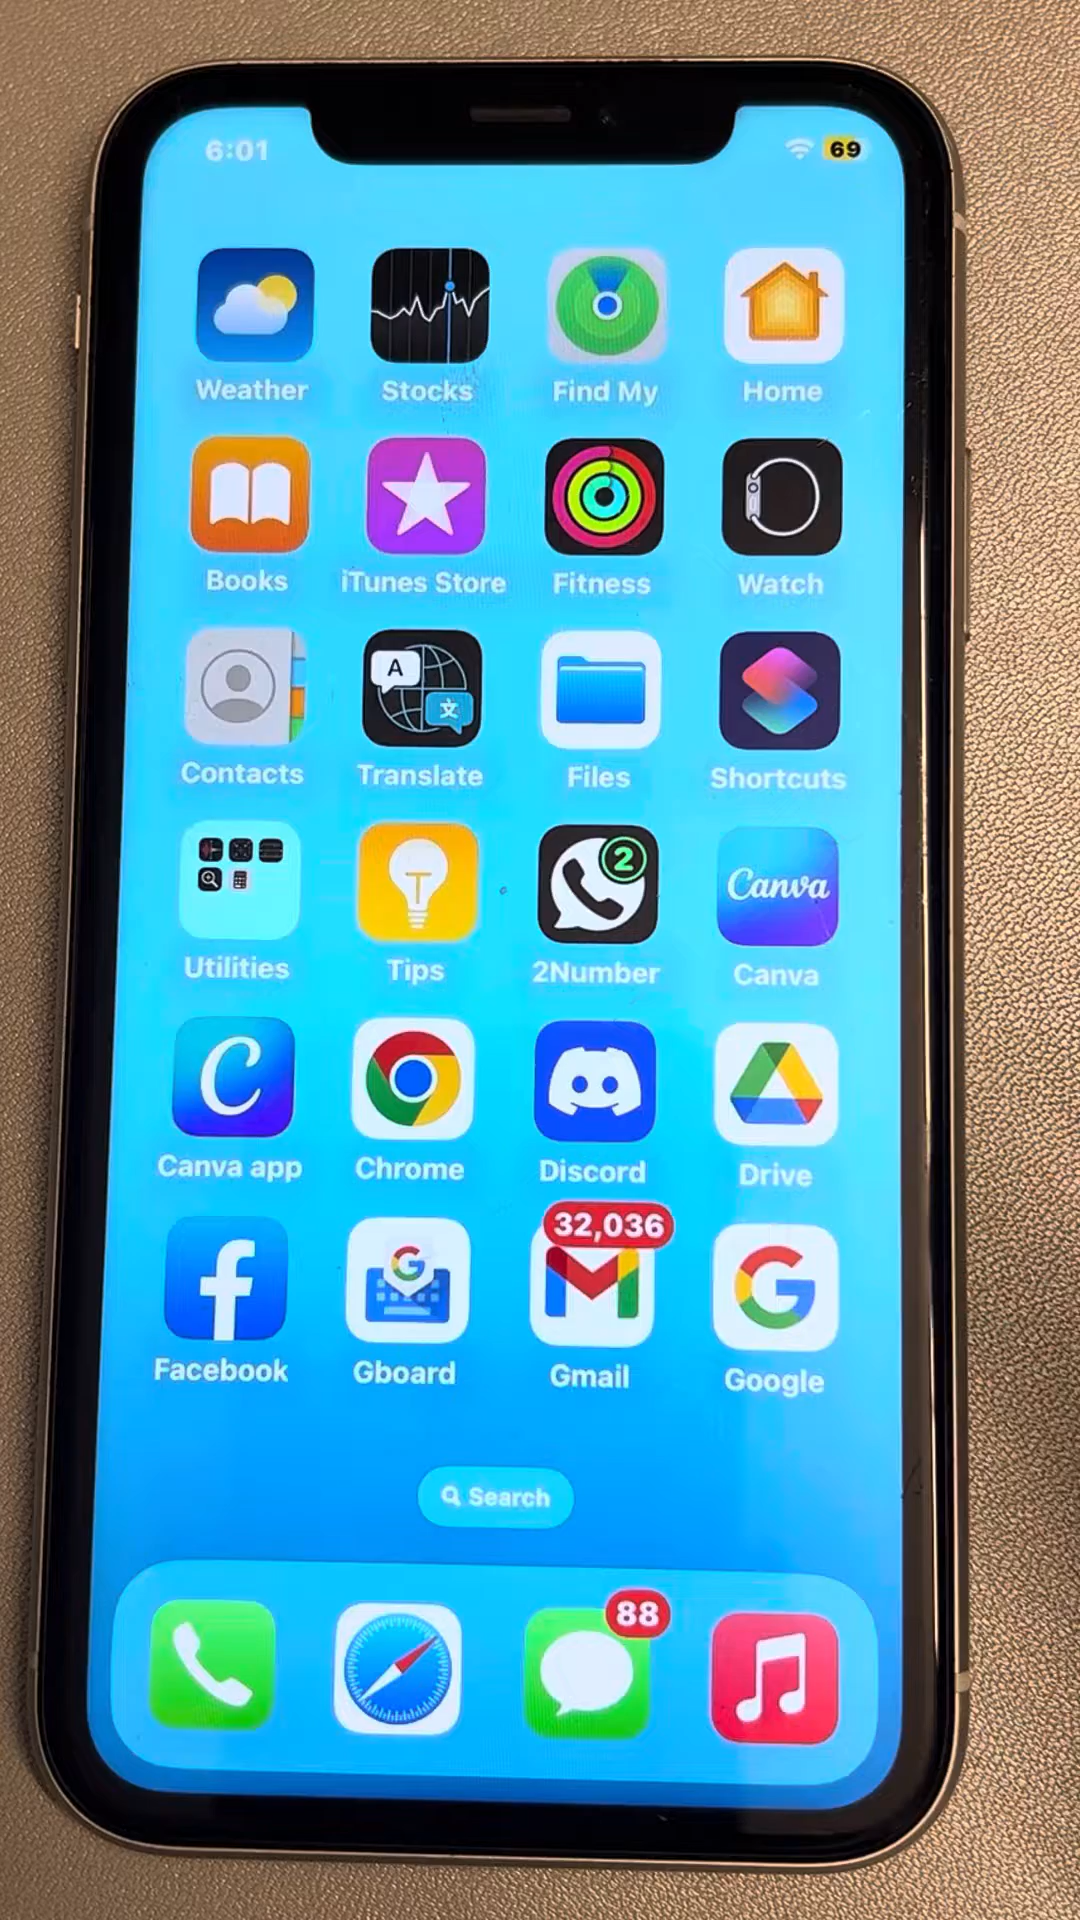 6:01 69
Weather Stocks Find My Home
Books iTunes Store Fitness Watch
A 文
Contacts Translate Files Shortcuts
2 Canva
Utilities Tips 2Number Canva
C
Canva app Chrome Discord Drive
32,036
f G G
Facebook Gboard Gmail Google
Search
88